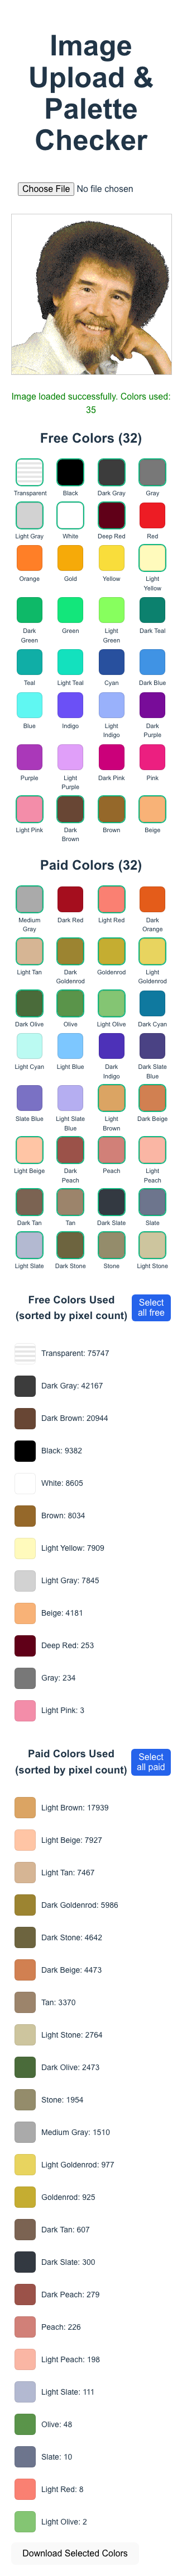 Image
Upload &
Palette
Checker
Choose File No file chosen
Image loaded successfully. Colors used:
35
Free Colors (32)
Transparent Black Dark Gray Gray
Light Gray White Deep Red Red
Orange Gold Yellow Light
Yellow
Dark
Green Green Light
Green Dark Teal
Teal Light Teal Cyan Dark Blue
Blue Indigo Light
Indigo Dark
Purple
Purple Light
Purple Dark Pink Pink
Light Pink Dark
Brown Brown Beige
Paid Colors (32)
Medium
Gray Dark Red Light Red Dark
Orange
Light Tan Dark
Goldenrod Goldenrod Light
Goldenrod
Dark Olive Olive Light Olive Dark Cyan
Light Cyan Light Blue Dark
Indigo Dark Slate
Blue
Slate Blue Light Slate
Blue Light
Brown Dark Beige
Light Beige Dark
Peach Peach Light
Peach
Dark Tan Tan Dark Slate Slate
Light Slate Dark Stone Stone Light Stone
Free Colors Used
(sorted by pixel count)
Select
all free
Transparent: 75747
Dark Gray: 42167
Dark Brown: 20944
Black: 9382
White: 8605
Brown: 8034
Light Yellow: 7909
Light Gray: 7845
Beige: 4181
Deep Red: 253
Gray: 234
Light Pink: 3
Paid Colors Used
(sorted by pixel count)
Select
all paid
Light Brown: 17939
Light Beige: 7927
Light Tan: 7467
Dark Goldenrod: 5986
Dark Stone: 4642
Dark Beige: 4473
Tan: 3370
Light Stone: 2764
Dark Olive: 2473
Stone: 1954
Medium Gray: 1510
Light Goldenrod: 977
Goldenrod: 925
Dark Tan: 607
Dark Slate: 300
Dark Peach: 279
Peach: 226
Light Peach: 198
Light Slate: 111
Olive: 48
Slate: 10
Light Red: 8
Light Olive: 2
Download Selected Colors